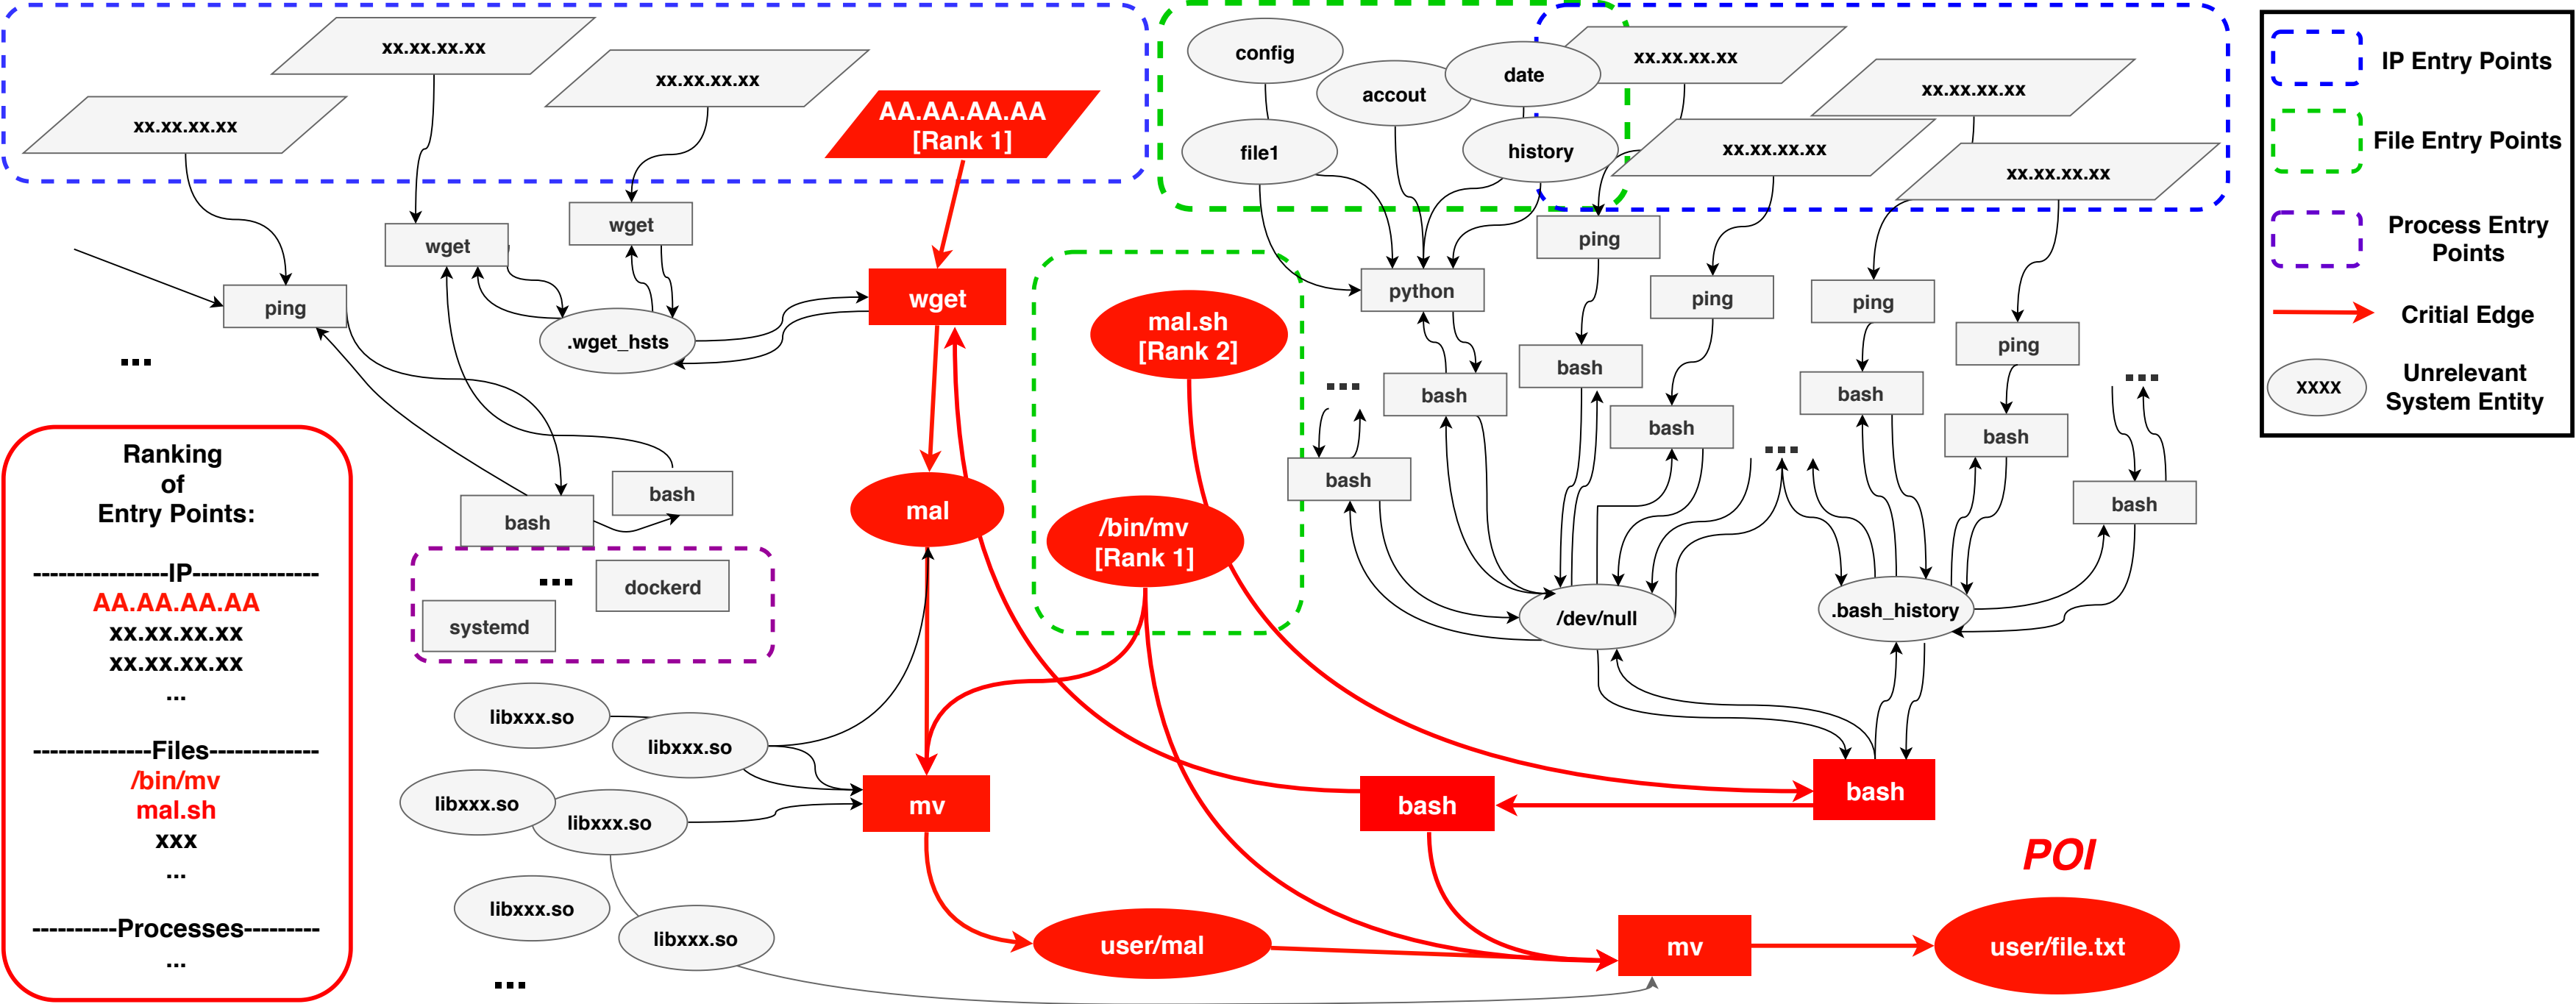 xx.xx.xx.xx
xx.xx.xx.xx
xx.xx.xx.xx
AA.AA.AA.AA
[Rank 1]
config
accout
date
file1
history
xx.xx.xx.xx
xx.xx.xx.xx
xx.xx.xx.xx
xx.xx.xx.xx
IP Entry Points
File Entry Points
Process Entry
Points
Critial Edge
xxxx
Unrelevant
System Entity
wget
wget
ping
.wget_hsts
wget
...
mal.sh
[Rank 2]
python
ping
ping
ping
ping
bash
bash
bash
bash
bash
bash
bash
...
...
...
bash
bash
mal
/bin/mv
[Rank 1]
...
dockerd
systemd
/dev/null
.bash_history
Ranking
of
Entry Points:
----------------IP---------------
AA.AA.AA.AA
xx.xx.xx.xx
xx.xx.xx.xx
...
--------------Files-------------
/bin/mv
mal.sh
xxx
...
----------Processes---------
...
libxxx.so
libxxx.so
libxxx.so
libxxx.so
libxxx.so
libxxx.so
...
mv
bash
bash
POI
user/mal
mv
user/file.txt